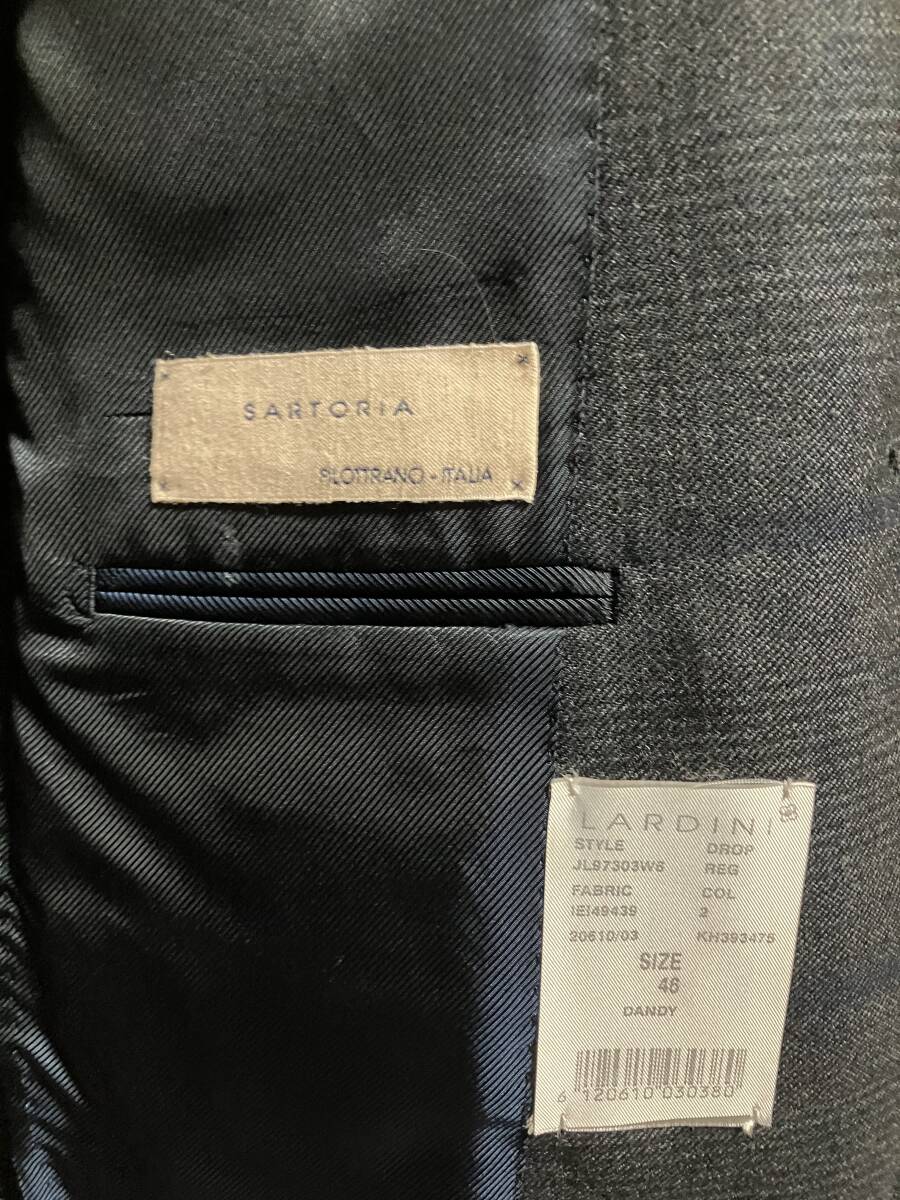 SARTORIA
FILOTTRANO - ITALIA
LARDINI
STYLE DROP
JL97303W6 REG
FABRIC COL
IEI49439 2
20610/03 KH393475
SIZE
46
DANDY
6 120610 030380